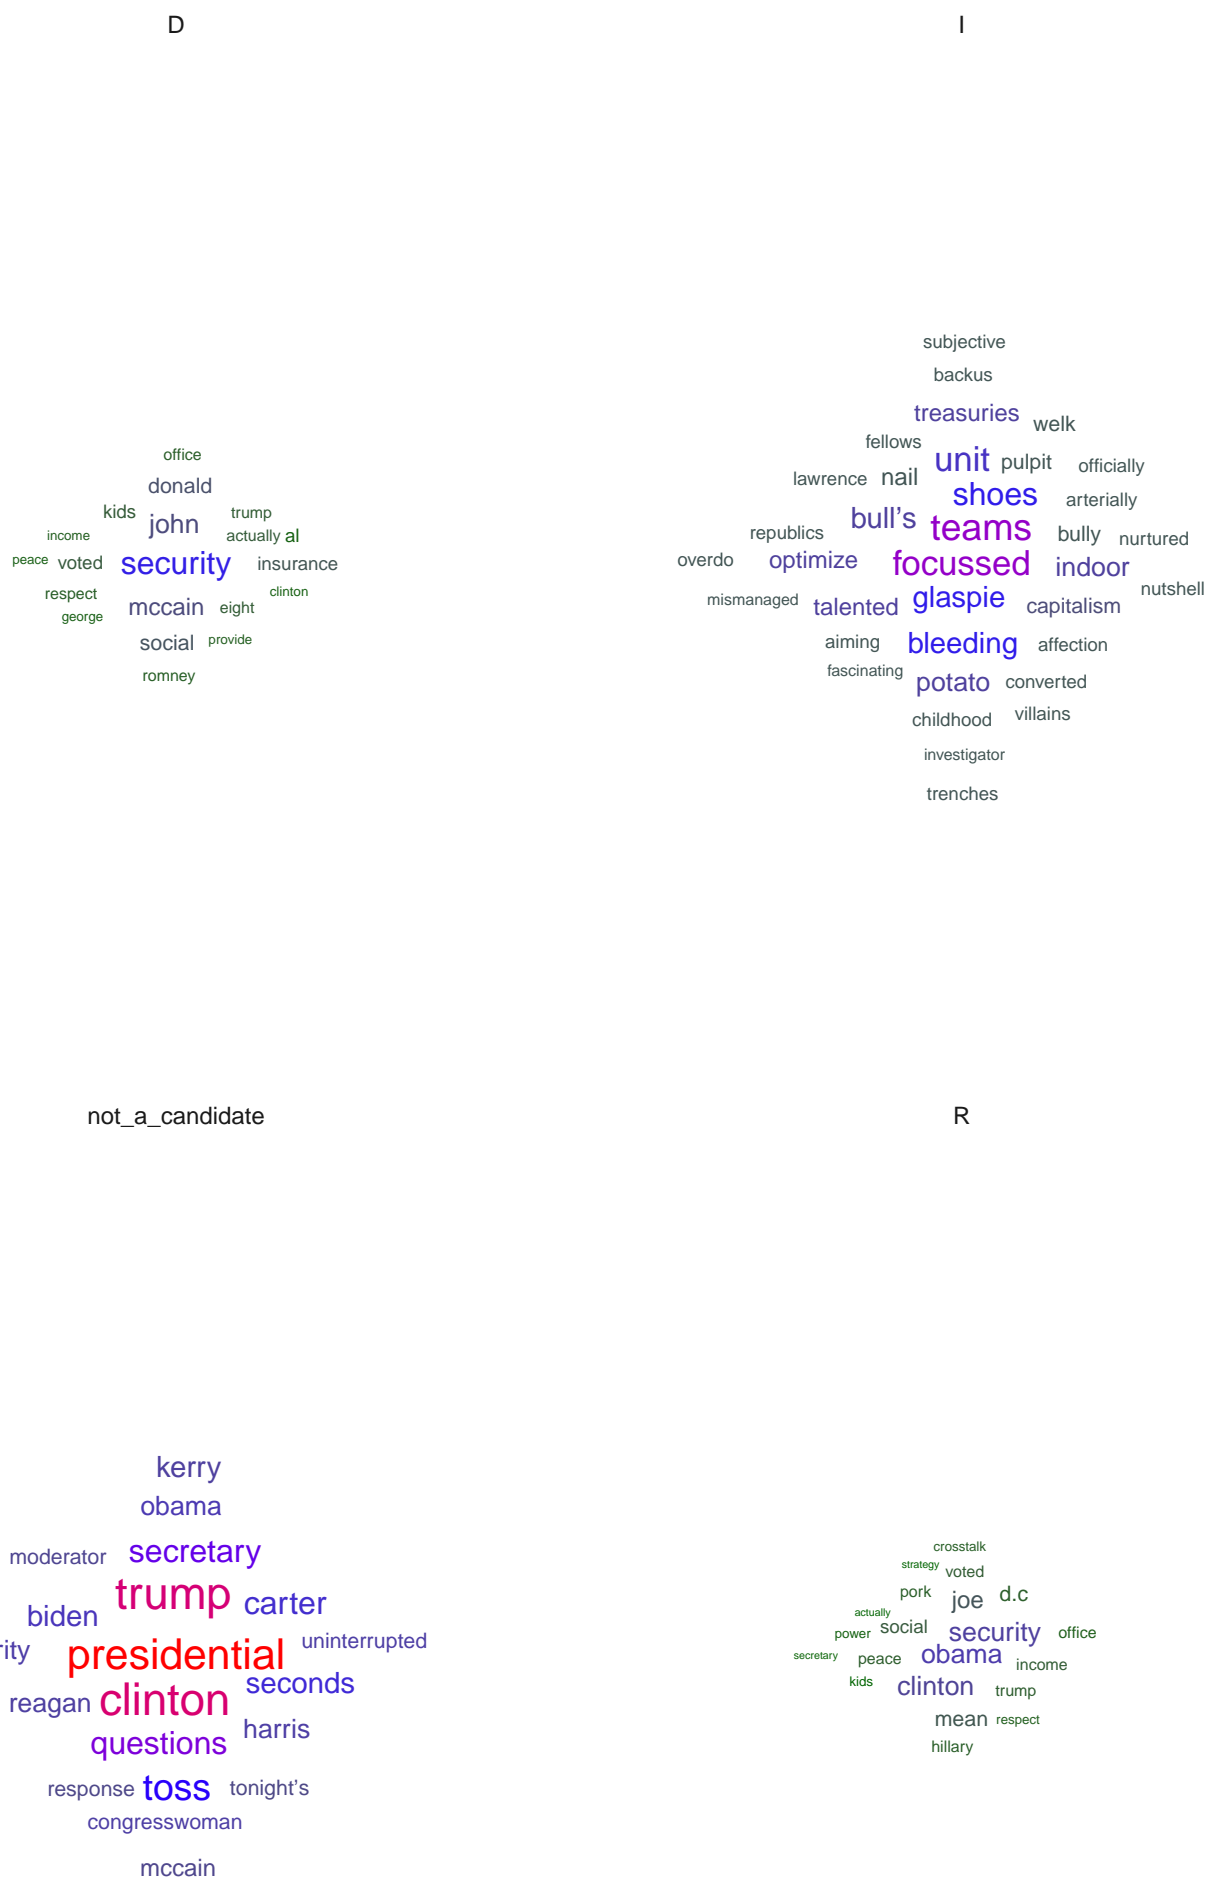 D
office
donald
kids trump
john
income actually al
peace voted security insurance
respect clinton
george mccain eight
social provide
romney
I
subjective
backus
treasuries welk
fellows unit pulpit officially
lawrence nail shoes arterially
republics bull's teams bully nurtured
overdo optimize focussed indoor
mismanaged talented glaspie capitalism nutshell
aiming bleeding affection
fascinating potato converted
childhood villains
investigator
trenches
not_a_candidate
kerry
obama
moderator secretary
biden trump carter
rity presidential uninterrupted
reagan clinton seconds
questions harris
response toss tonight's
congresswoman
mccain
R
crosstalk
strategy voted
pork joe d.c
actually
power social security office
secretary peace obama income
kids clinton trump
mean respect
hillary